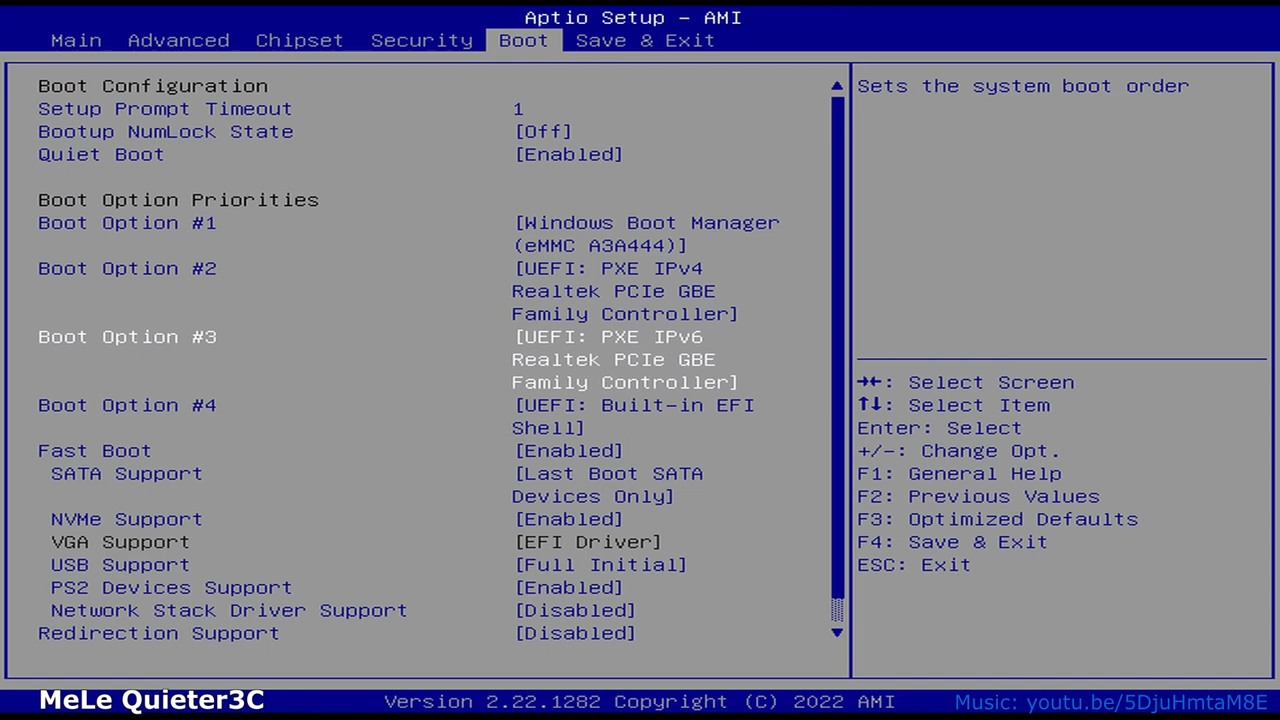 Aptio Setup – AMI
Main Advanced Chipset Security Boot Save & Exit
Boot Configuration
Setup Prompt Timeout 1
Bootup NumLock State [Off]
Quiet Boot [Enabled]
Boot Option Priorities
Boot Option #1 [Windows Boot Manager
(eMMC A3A444)]
Boot Option #2 [UEFI: PXE IPv4
Realtek PCIe GBE
Family Controller]
Boot Option #3 [UEFI: PXE IPv6
Realtek PCIe GBE
Family Controller]
Boot Option #4 [UEFI: Built-in EFI
Shell]
Fast Boot [Enabled]
SATA Support [Last Boot SATA
Devices Only]
NVMe Support [Enabled]
VGA Support [EFI Driver]
USB Support [Full Initial]
PS2 Devices Support [Enabled]
Network Stack Driver Support [Disabled]
Redirection Support [Disabled]
Sets the system boot order
→←: Select Screen
↑↓: Select Item
Enter: Select
+/-: Change Opt.
F1: General Help
F2: Previous Values
F3: Optimized Defaults
F4: Save & Exit
ESC: Exit
MeLe Quieter3C
Version 2.22.1282 Copyright (C) 2022 AMI
Music: youtu.be/5DjuHmtaM8E